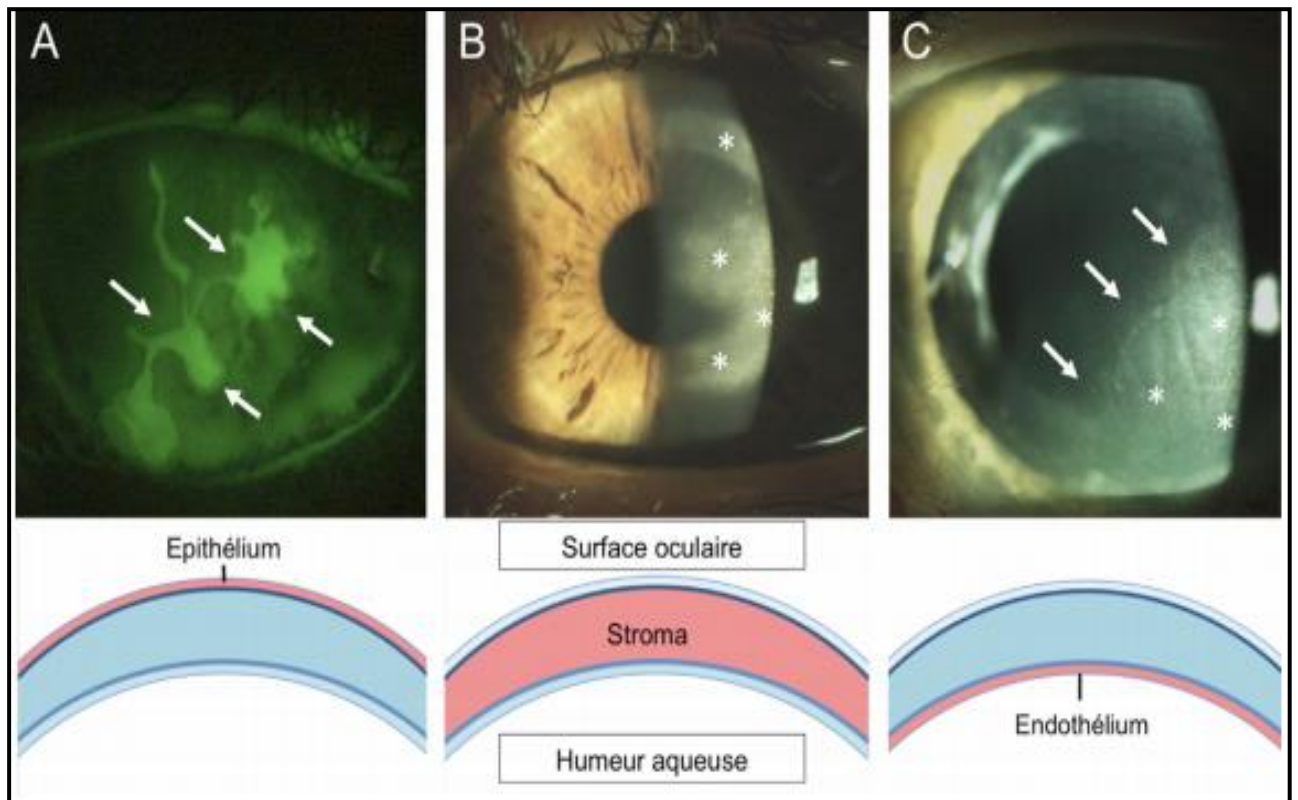 A
B
C
Epithélium
Surface oculaire
Stroma
Endothélium
Humeur aqueuse